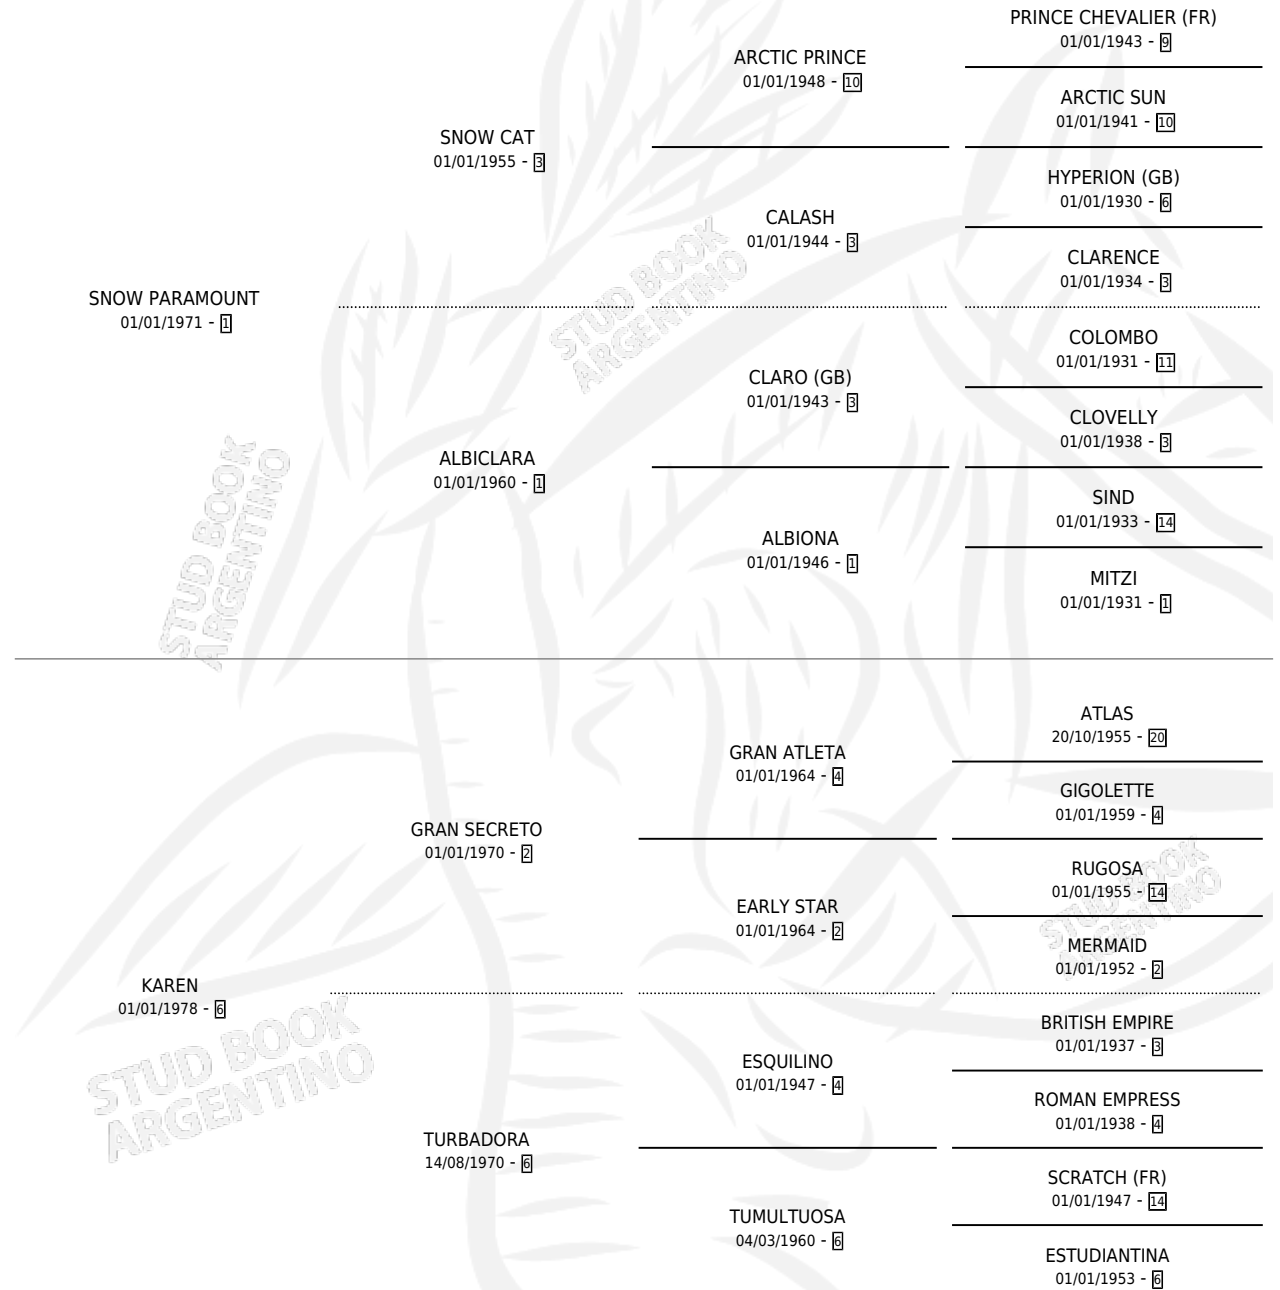 PRINCE CHEVALIER (FR)
01/01/1943 - 9
ARCTIC PRINCE
01/01/1948 - 10
ARCTIC SUN
01/01/1941 - 10
SNOW CAT
01/01/1955 - 3
HYPERION (GB)
01/01/1930 - 6
CALASH
01/01/1944 - 3
CLARENCE
01/01/1934 - 3
SNOW PARAMOUNT
01/01/1971 - 1
COLOMBO
01/01/1931 - 11
CLARO (GB)
01/01/1943 - 3
CLOVELLY
01/01/1938 - 3
ALBICLARA
01/01/1960 - 1
SIND
01/01/1933 - 14
ALBIONA
01/01/1946 - 1
MITZI
01/01/1931 - 1
ATLAS
20/10/1955 - 20
GRAN ATLETA
01/01/1964 - 4
GIGOLETTE
01/01/1959 - 4
GRAN SECRETO
01/01/1970 - 2
RUGOSA
01/01/1955 - 14
EARLY STAR
01/01/1964 - 2
MERMAID
01/01/1952 - 2
KAREN
01/01/1978 - 6
BRITISH EMPIRE
01/01/1937 - 3
ESQUILINO
01/01/1947 - 4
ROMAN EMPRESS
01/01/1938 - 4
TURBADORA
14/08/1970 - 6
SCRATCH (FR)
01/01/1947 - 14
TUMULTUOSA
04/03/1960 - 6
ESTUDIANTINA
01/01/1953 - 6
STUD BOOK
ARGENTINO
STUD BOOK
ARGENTINO
STUD BOOK
ARGENTINO
STUD BOOK
ARGENTINO